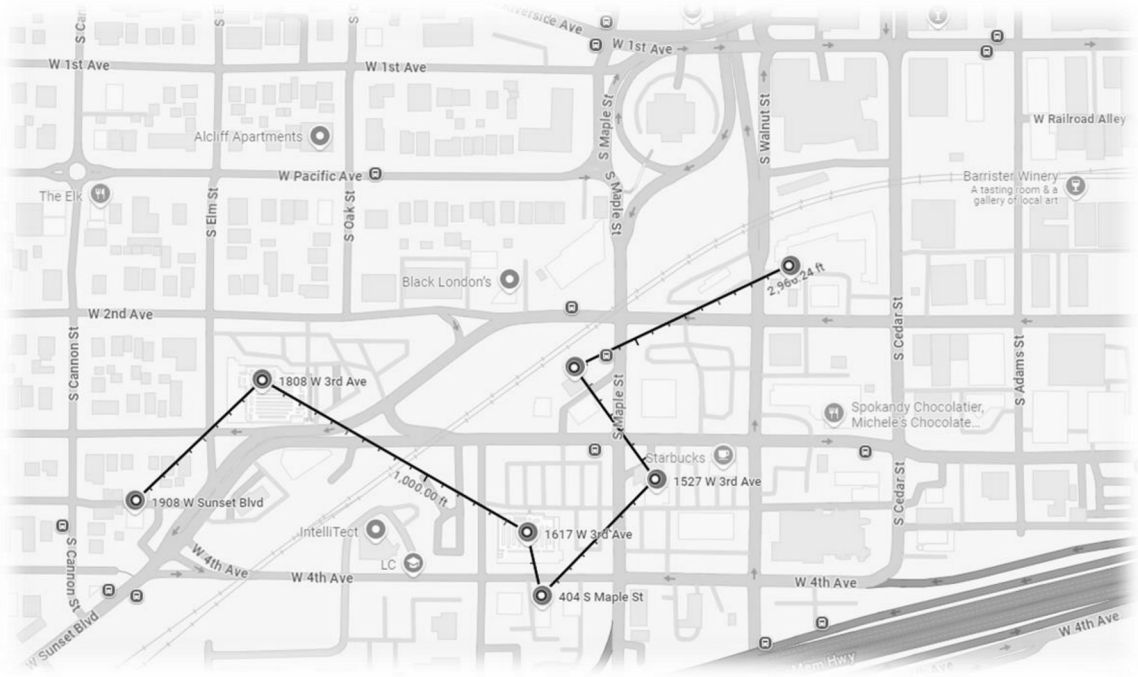 Riverside Ave
W 1st Ave
W 1st Ave
W 1st Ave
S Oak St
S Maple St
S Walnut St
W Railroad Alley
Alcliff Apartments
W Pacific Ave
The Elk
S Elm St
S Maple St
Barrister Winery
A tasting room & a
gallery of local art
Black London's
2,966.24 ft
W 2nd Ave
S Cannon St
S Cedar St
S Adams St
1808 W 3rd Ave
S Maple St
Spokandy Chocolatier,
Michele's Chocolate...
Starbucks
1527 W 3rd Ave
1,000.00 ft
1908 W Sunset Blvd
S Cedar St
IntelliTect
1617 W 3rd Ave
LC
W 4th Ave
W 4th Ave
W 4th Ave
S Cannon St
404 S Maple St
W Sunset Blvd
W 4th Ave
Hwy